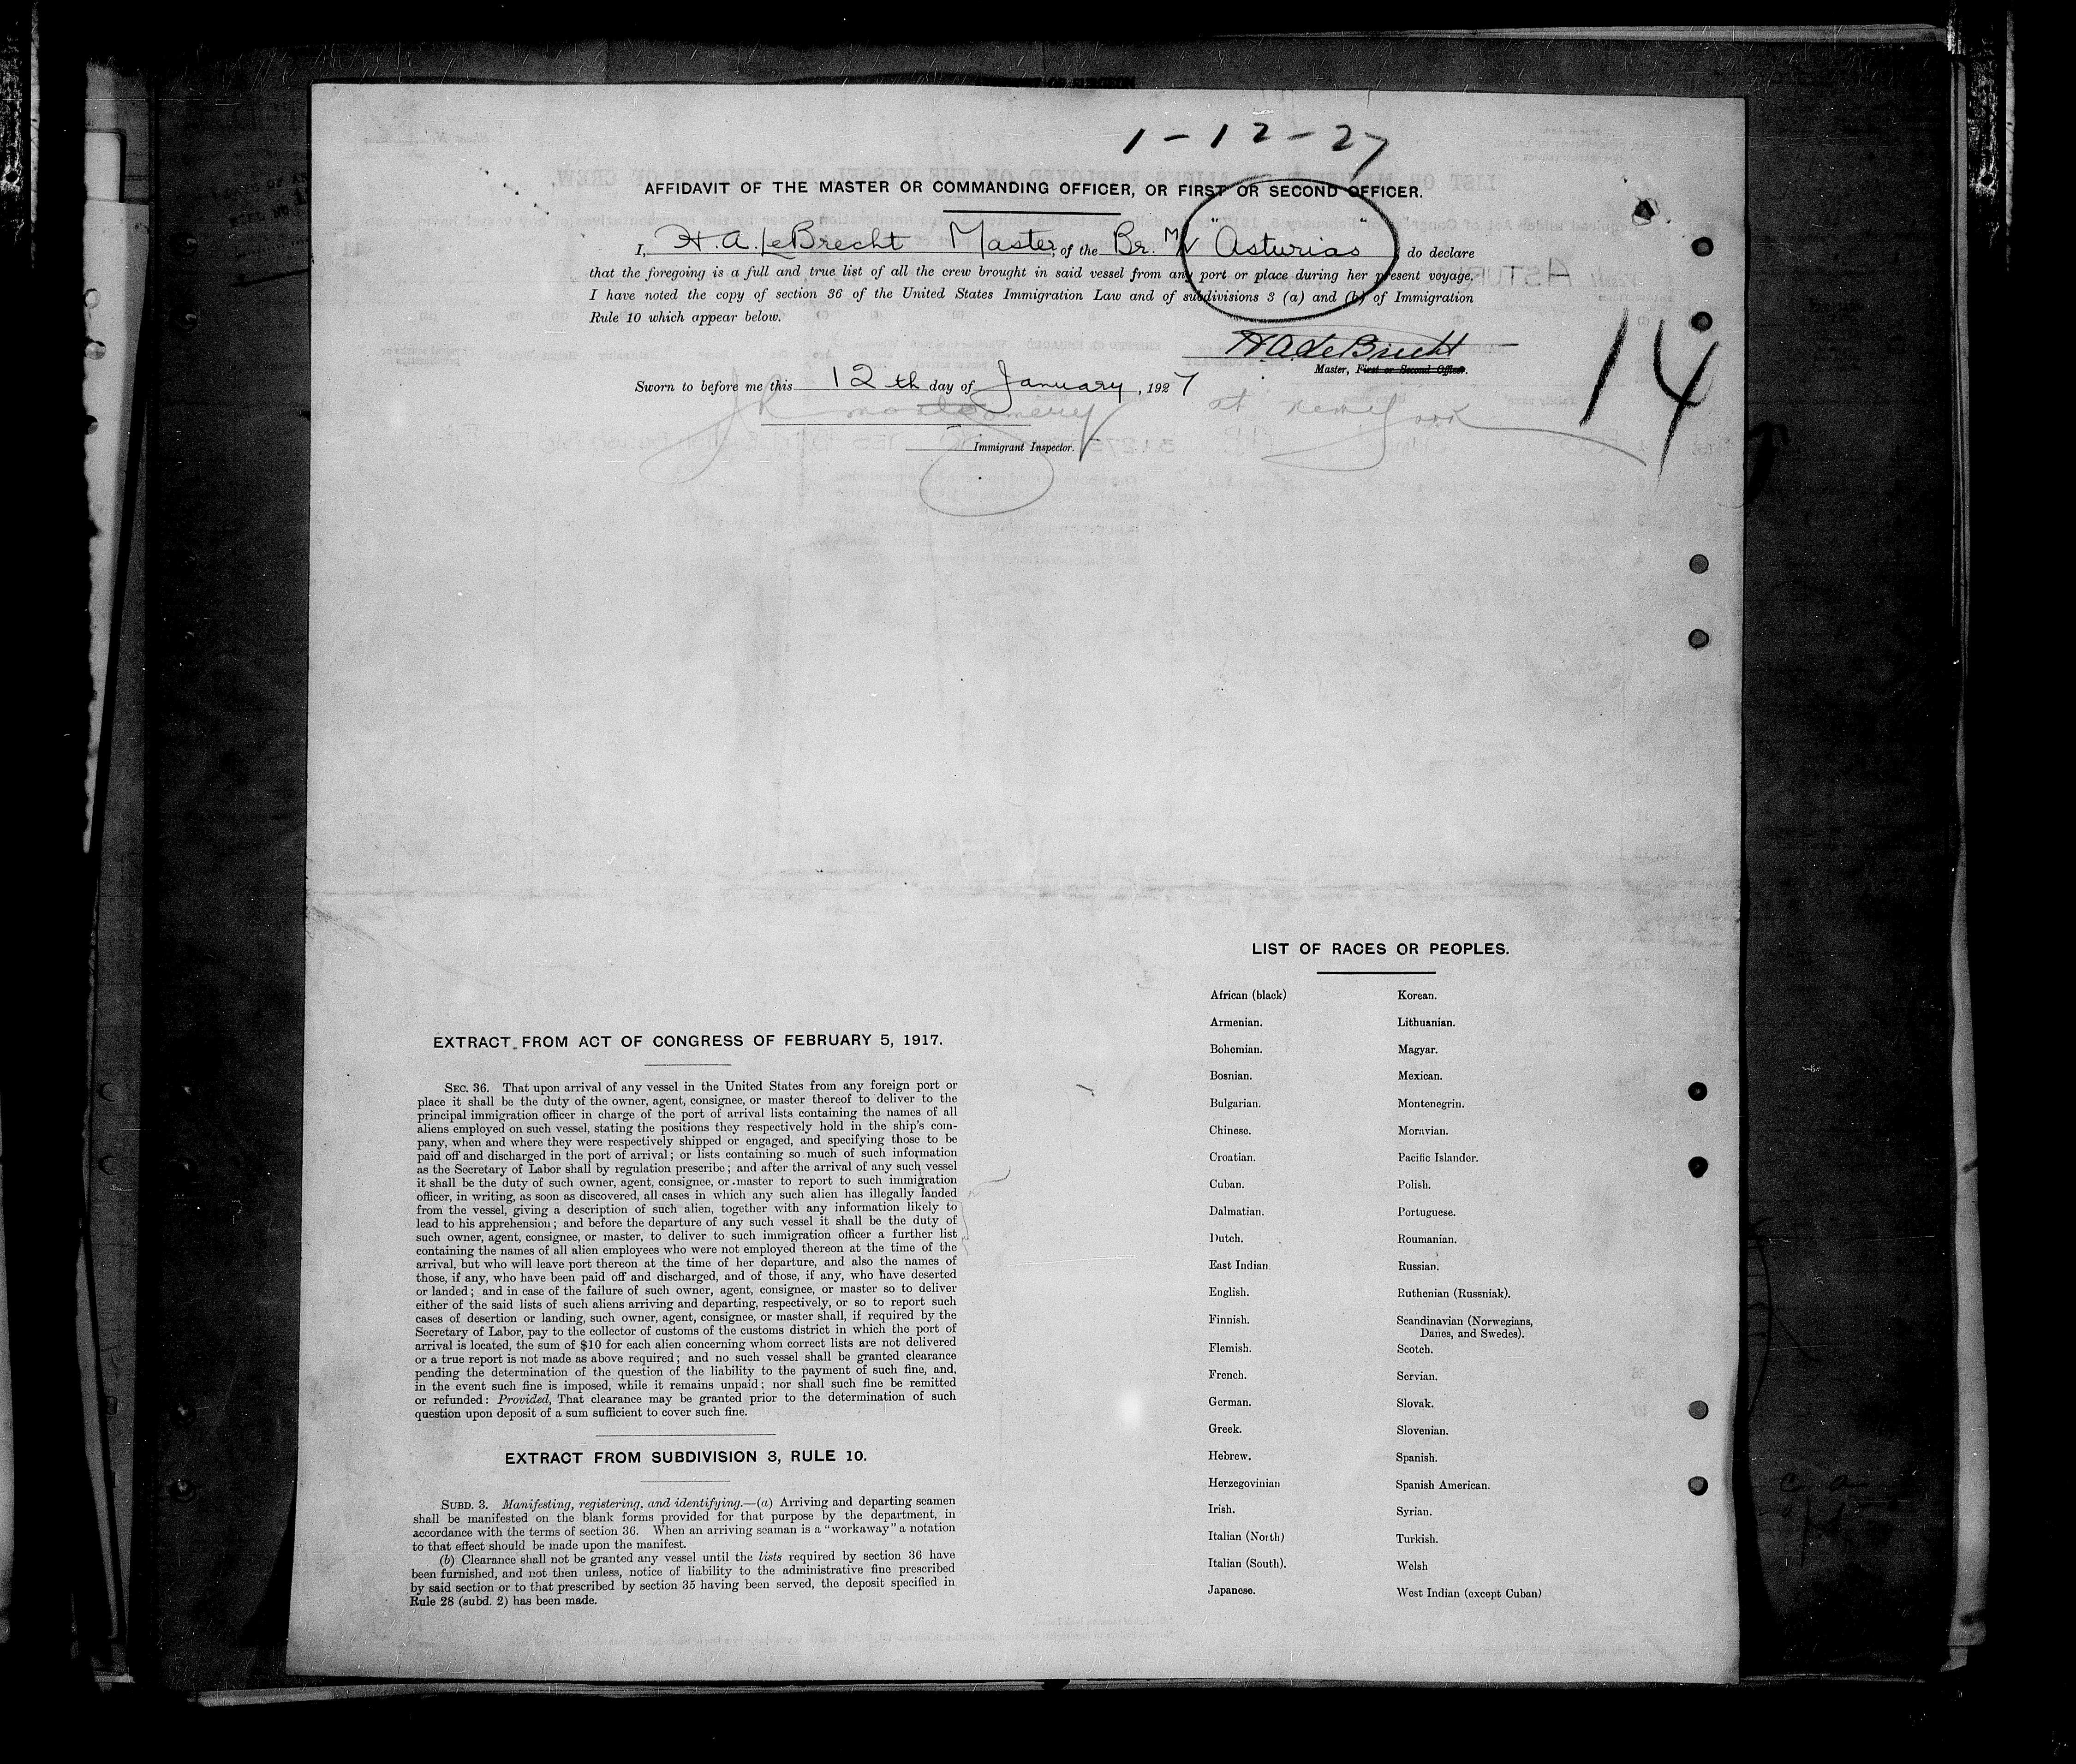 1-12-27
AFFIDAVIT OF THE MASTER OR COMMANDING OFFICER, OR FIRST OR SECOND OFFICER.
I, H.A. LeBrecht Master, of the Br. M/V "Asturias", do declare
that the foregoing is a full and true list of all the crew brought in said vessel from any port or place during her present voyage.
I have noted the copy of section 36 of the United States Immigration Law and of subdivisions 3 (a) and (b) of Immigration
Rule 10 which appear below.
14
H.A. LeBrecht
Master, First or Second Officer.
Sworn to before me this 12th day of January, 1927
at New York
Immigrant Inspector.
LIST OF RACES OR PEOPLES.
African (black)
Armenian.
Bohemian.
Bosnian.
Bulgarian.
Chinese.
Croatian.
Cuban.
Dalmatian.
Dutch.
East Indian.
English.
Finnish.
Flemish.
French.
German.
Greek.
Hebrew.
Herzegovinian
Irish.
Italian (North)
Italian (South).
Japanese.
Korean.
Lithuanian.
Magyar.
Mexican.
Montenegrin.
Moravian.
Pacific Islander.
Polish.
Portuguese.
Roumanian.
Russian.
Ruthenian (Russniak).
Scandinavian (Norwegians,
Danes, and Swedes).
Scotch.
Servian.
Slovak.
Slovenian.
Spanish.
Spanish American.
Syrian.
Turkish.
Welsh
West Indian (except Cuban)
EXTRACT FROM ACT OF CONGRESS OF FEBRUARY 5, 1917.
SEC. 36. That upon arrival of any vessel in the United States from any foreign port or
place it shall be the duty of the owner, agent, consignee, or master thereof to deliver to the
principal immigration officer in charge of the port of arrival lists containing the names of all
aliens employed on such vessel, stating the positions they respectively hold in the ship's com-
pany, when and where they were respectively shipped or engaged, and specifying those to be
paid off and discharged in the port of arrival; or lists containing so much of such information
as the Secretary of Labor shall by regulation prescribe; and after the arrival of any such vessel
it shall be the duty of such owner, agent, consignee, or master to report to such immigration
officer, in writing, as soon as discovered, all cases in which any such alien has illegally landed
from the vessel, giving a description of such alien, together with any information likely to
lead to his apprehension; and before the departure of any such vessel it shall be the duty of
such owner, agent, consignee, or master, to deliver to such immigration officer a further list
containing the names of all alien employees who were not employed thereon at the time of the
arrival, but who will leave port thereon at the time of her departure, and also the names of
those, if any, who have been paid off and discharged, and of those, if any, who have deserted
or landed; and in case of the failure of such owner, agent, consignee, or master so to deliver
either of the said lists of such aliens arriving and departing, respectively, or so to report such
cases of desertion or landing, such owner, agent, consignee, or master shall, if required by the
Secretary of Labor, pay to the collector of customs of the customs district in which the port of
arrival is located, the sum of $10 for each alien concerning whom correct lists are not delivered
or a true report is not made as above required; and no such vessel shall be granted clearance
pending the determination of the question of the liability to the payment of such fine, and,
in the event such fine is imposed, while it remains unpaid; nor shall such fine be remitted
or refunded: Provided, That clearance may be granted prior to the determination of such
question upon deposit of a sum sufficient to cover such fine.
EXTRACT FROM SUBDIVISION 3, RULE 10.
SUBD. 3. Manifesting, registering, and identifying.—(a) Arriving and departing seamen
shall be manifested on the blank forms provided for that purpose by the department, in
accordance with the terms of section 36. When an arriving seaman is a "workaway" a notation
to that effect should be made upon the manifest.
(b) Clearance shall not be granted any vessel until the lists required by section 36 have
been furnished, and not then unless, notice of liability to the administrative fine prescribed
by said section or to that prescribed by section 35 having been served, the deposit specified in
Rule 28 (subd. 2) has been made.